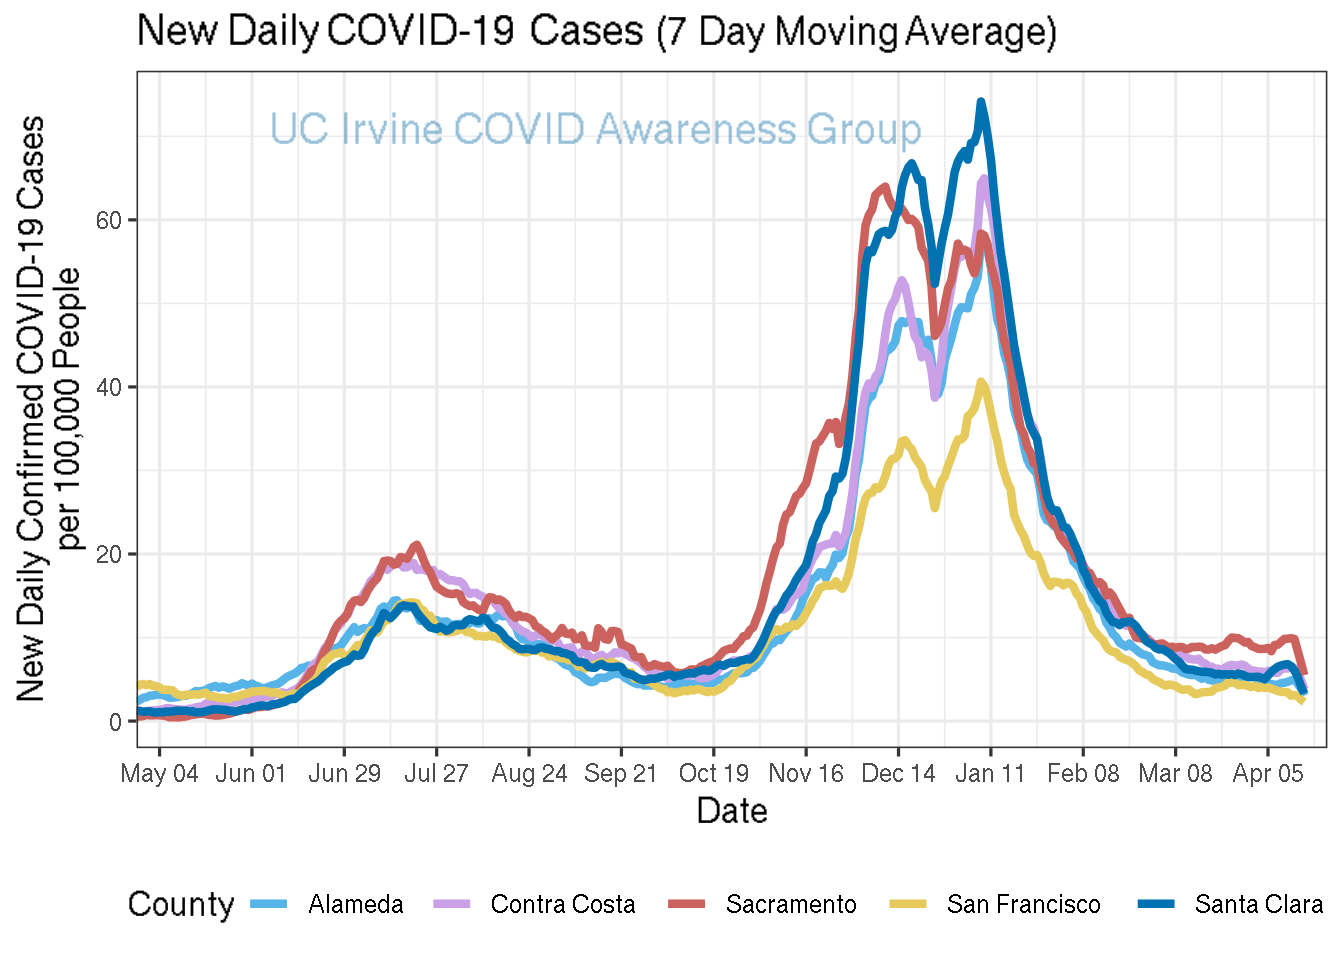 New Daily COVID-19 Cases (7 Day Moving Average)
UC Irvine COVID Awareness Group
New Daily Confirmed COVID-19 Cases
per 100,000 People
60
40
20
0
May 04 Jun 01 Jun 29 Jul 27 Aug 24 Sep 21 Oct 19 Nov 16 Dec 14 Jan 11 Feb 08 Mar 08 Apr 05
Date
County Alameda Contra Costa Sacramento San Francisco Santa Clara